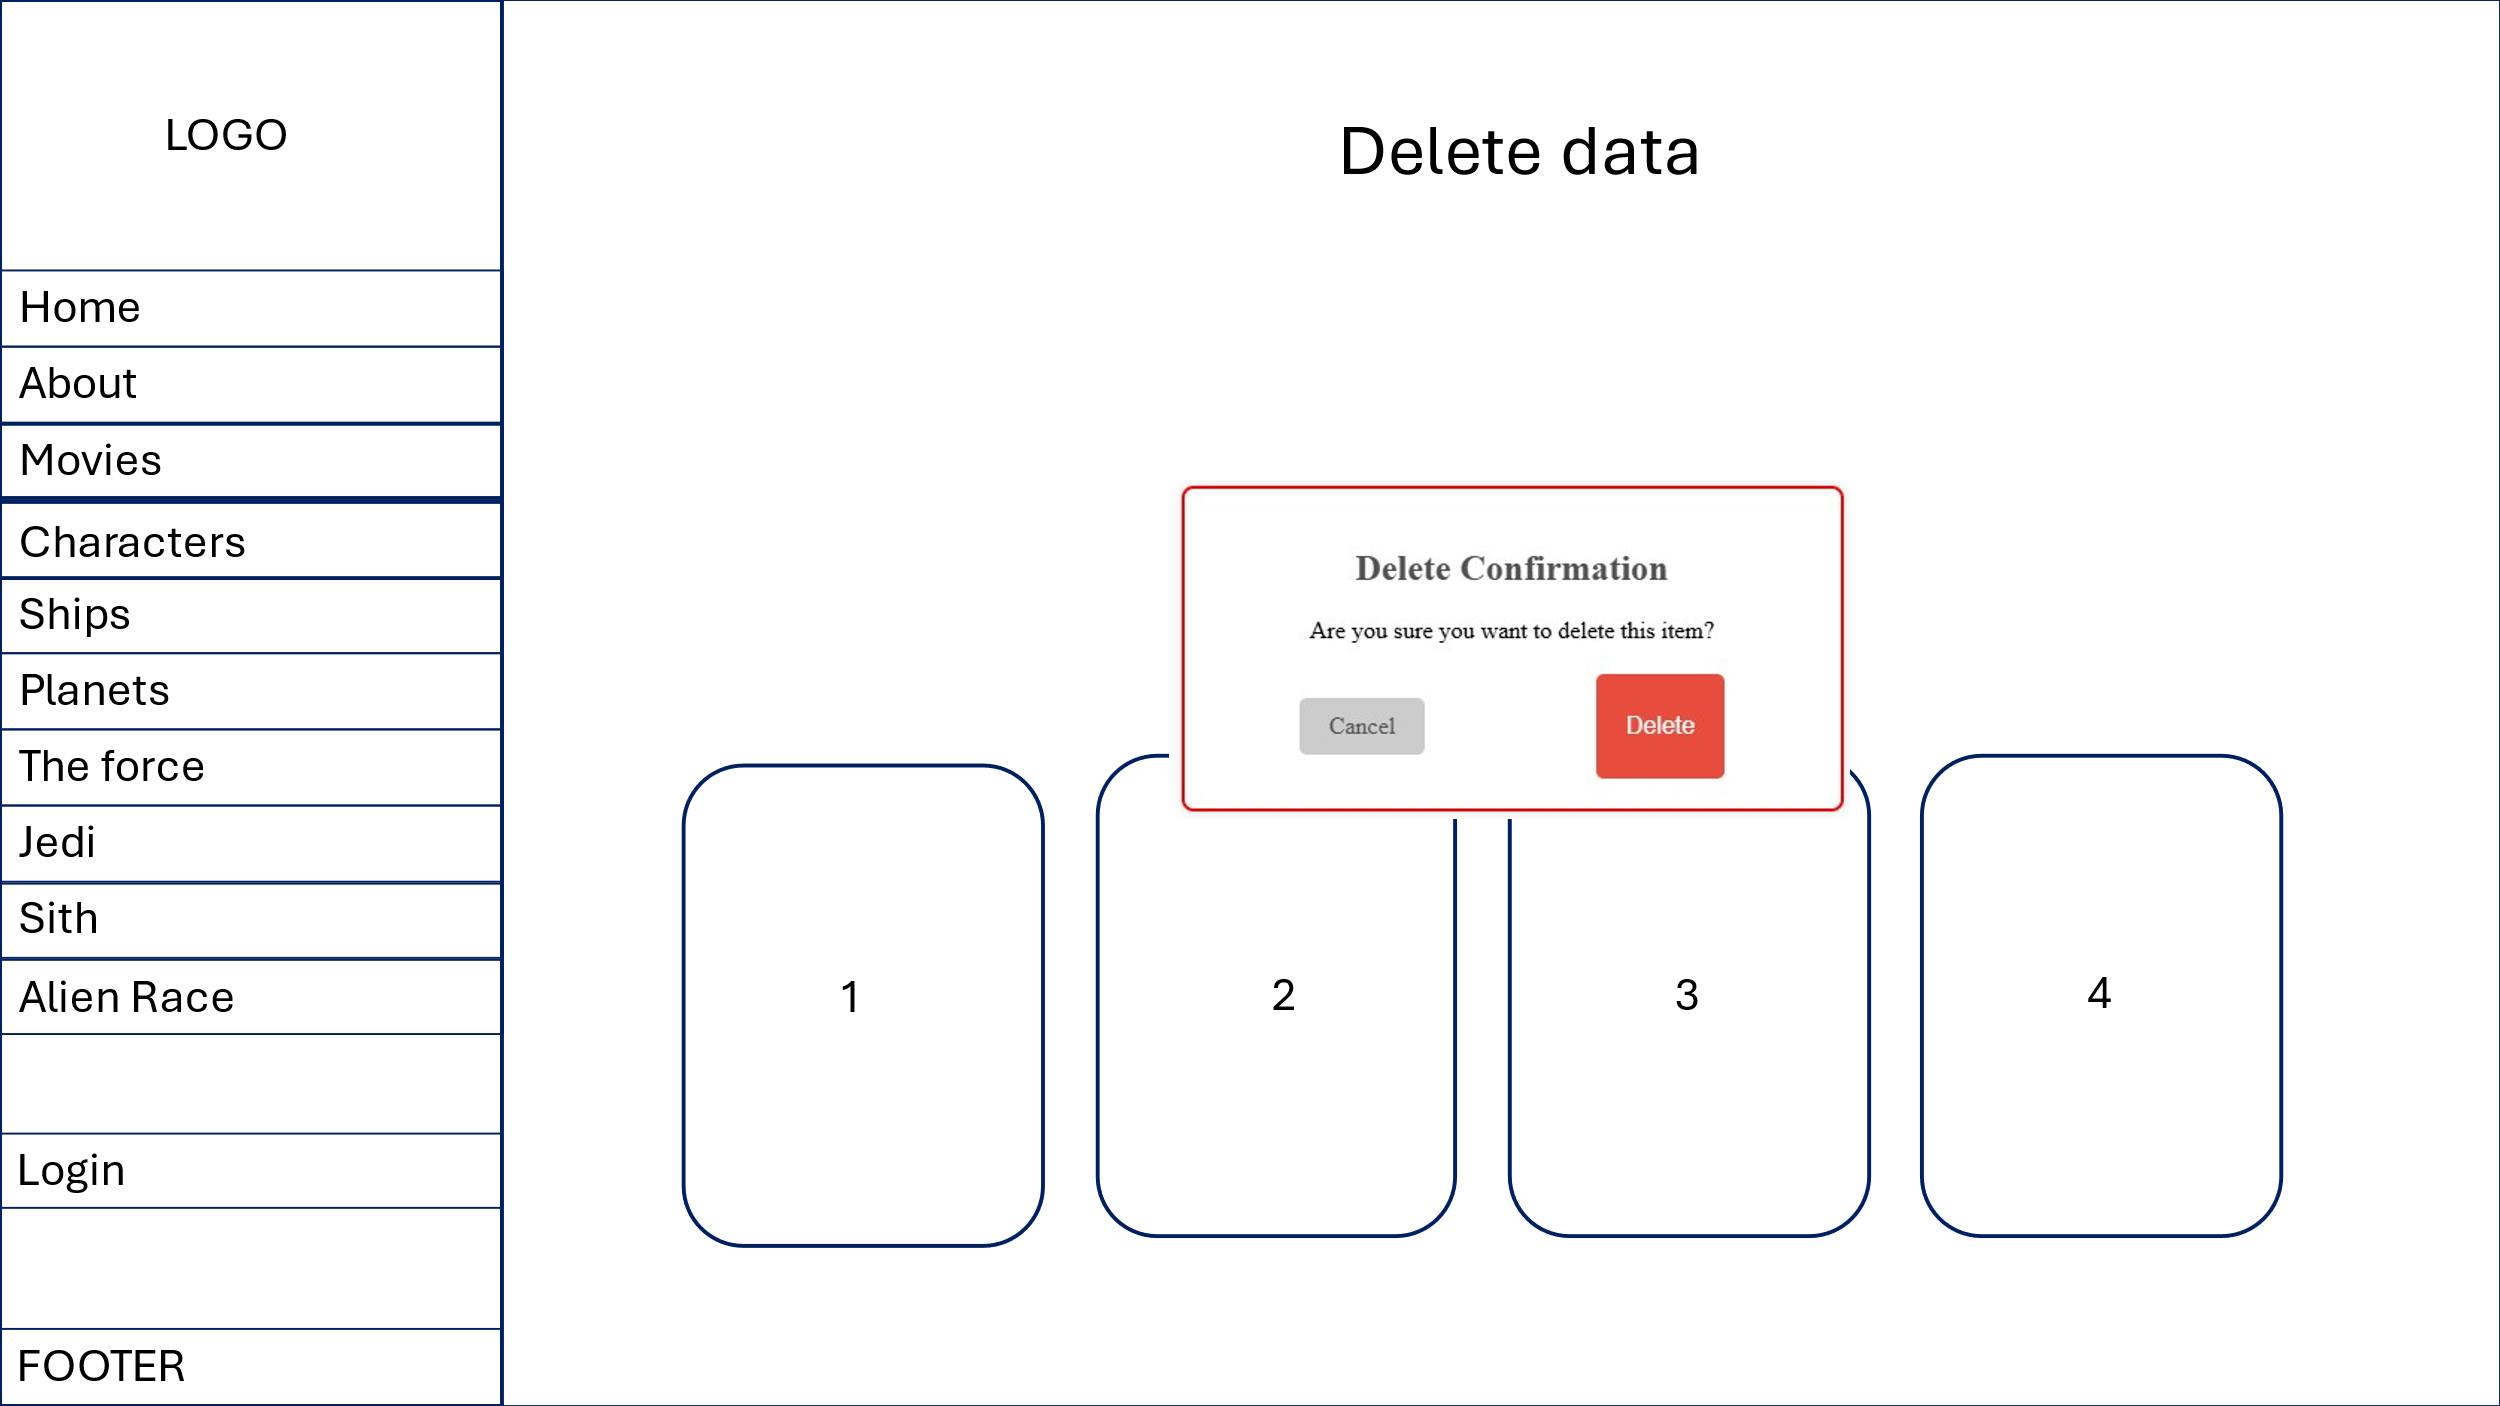 LOGO
Home
About
Movies
Characters
Ships
Planets
The force
Jedi
Sith
Alien Race
Login
FOOTER
Delete data
Delete Confirmation
Are you sure you want to delete this item?
Cancel
Delete
1
2
3
4